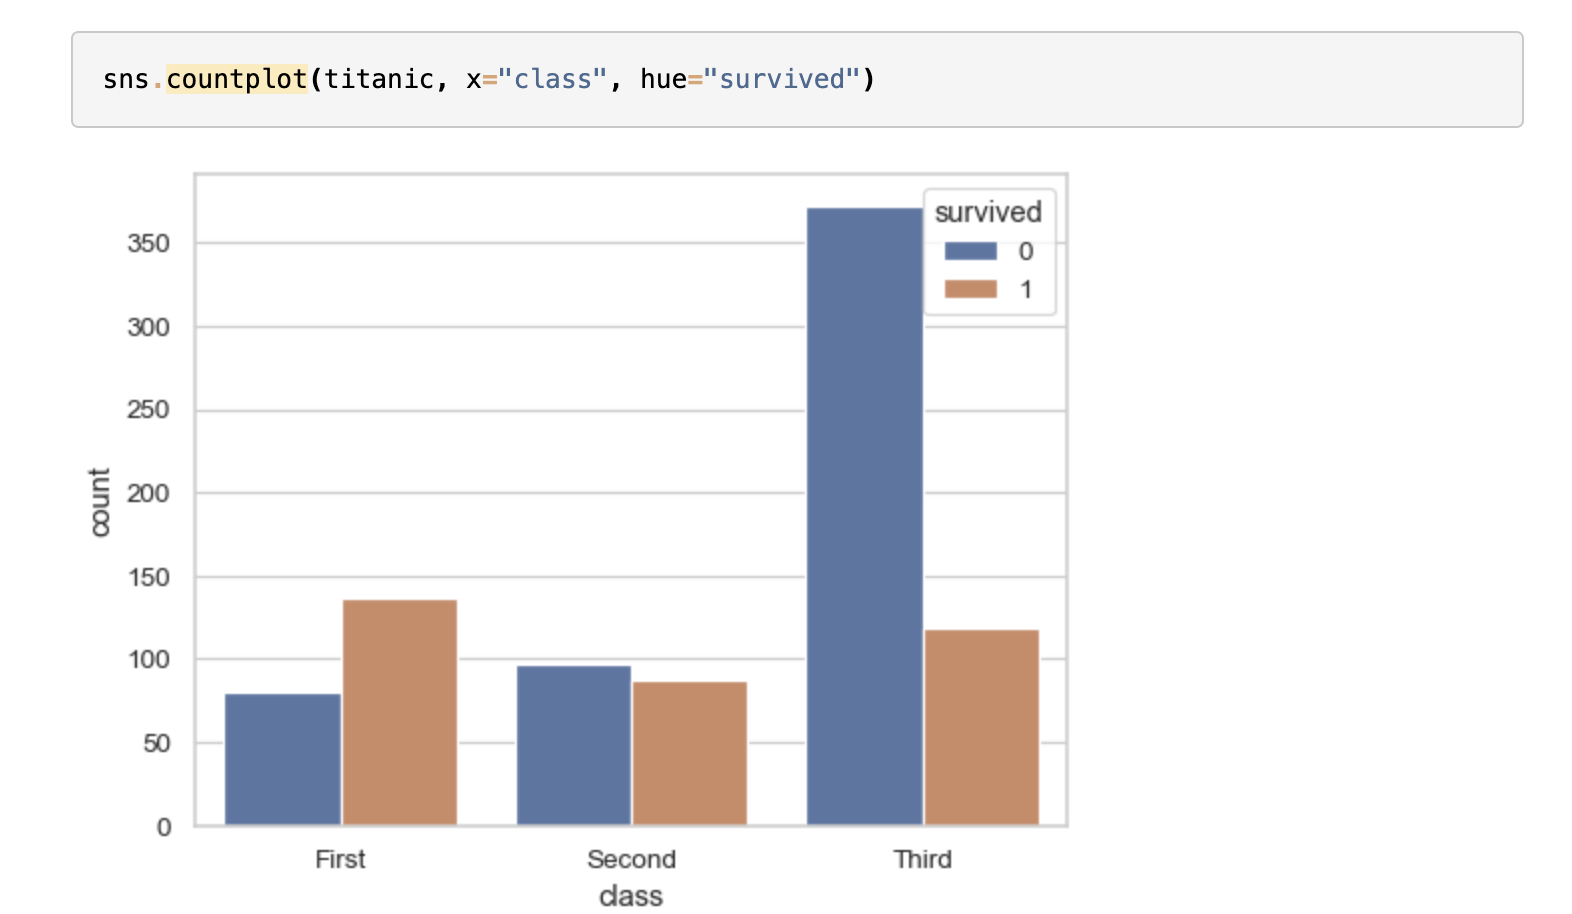 sns.countplot(titanic, x="class", hue="survived")
survived
0
1
350
300
250
200
150
100
50
0
count
First Second Third
class